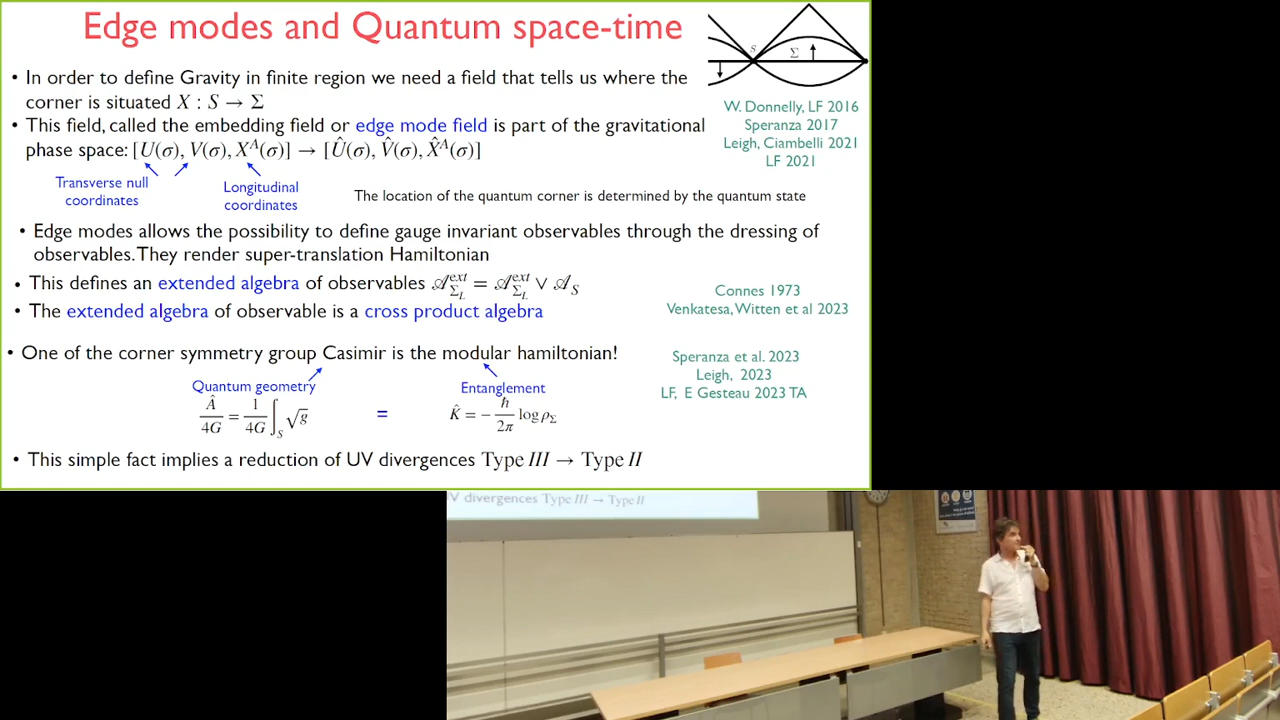 Edge modes and Quantum space-time
S
Σ
• In order to define Gravity in finite region we need a field that tells us where the
corner is situated X : S → Σ
W. Donnelly, LF 2016
• This field, called the embedding field or edge mode field is part of the gravitational
Speranza 2017
phase space: [U(σ), V(σ), X^A(σ)] → [Û(σ), V̂(σ), X̂^A(σ)]
Leigh, Ciambelli 2021
LF 2021
Transverse null
coordinates
Longitudinal
coordinates
The location of the quantum corner is determined by the quantum state
• Edge modes allows the possibility to define gauge invariant observables through the dressing of
observables. They render super-translation Hamiltonian
• This defines an extended algebra of observables 𝒜^ext_Σ_L = 𝒜^ext_Σ_L ∨ 𝒜_S
Connes 1973
• The extended algebra of observable is a cross product algebra
Venkatesa, Witten et al 2023
• One of the corner symmetry group Casimir is the modular hamiltonian!
Speranza et al. 2023
Leigh, 2023
LF, E Gesteau 2023 TA
Quantum geometry
Entanglement
Â/4G = 1/4G ∫_S √g = K̂ = − ħ/2π log ρ_Σ
• This simple fact implies a reduction of UV divergences Type III → Type II
V divergences Type III → Type II